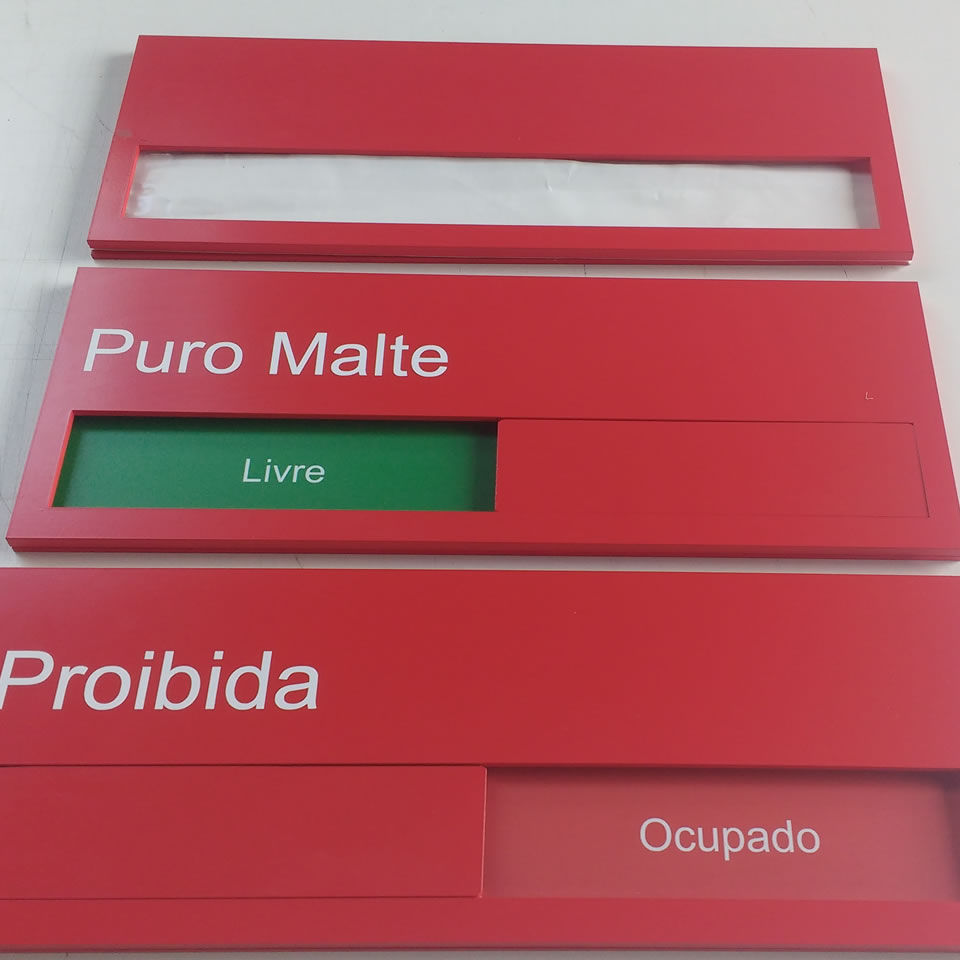 Puro Malte
Livre
Proibida
Ocupado